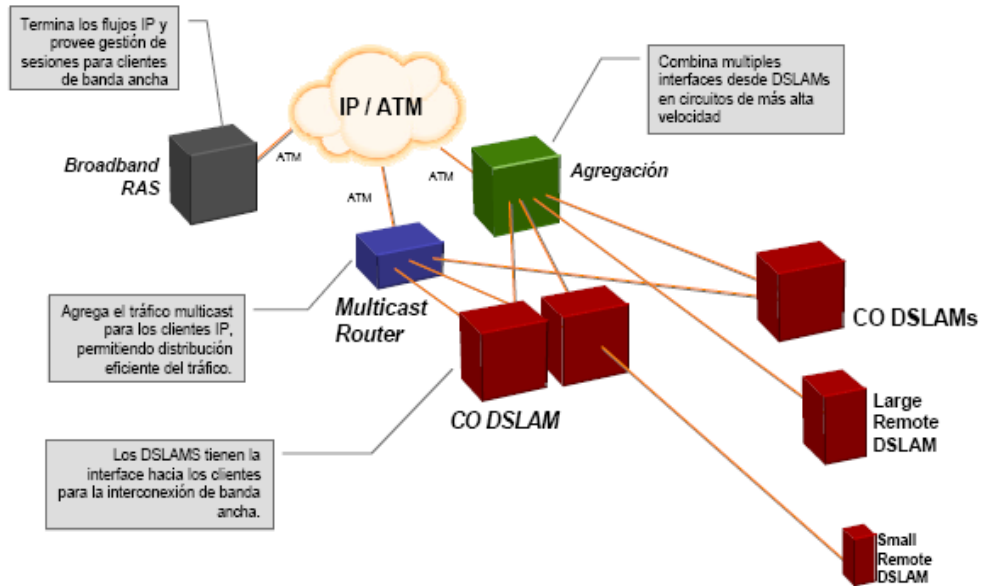 Termina los flujos IP y
provee gestión de
sesiones para clientes
de banda ancha
IP / ATM
Combina multiples
interfaces desde DSLAMs
en circuitos de más alta
velocidad
Broadband
RAS
ATM
ATM
ATM
Agregación
Agrega el tráfico multicast
para los clientes IP,
permitiendo distribución
eficiente del tráfico.
Multicast
Router
CO DSLAMs
CO DSLAM
Large
Remote
DSLAM
Los DSLAMS tienen la
interface hacia los clientes
para la interconexión de banda
ancha.
Small
Remote
DSLAM